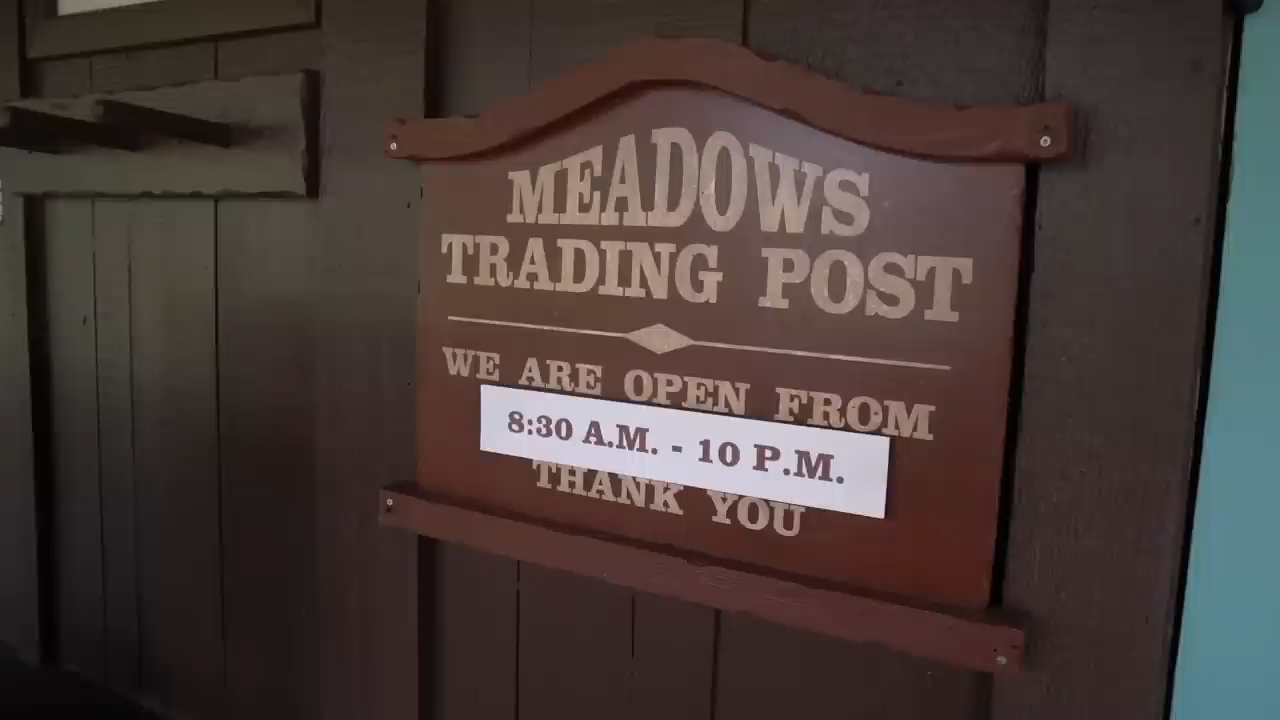 MEADOWS
TRADING POST
WE ARE OPEN FROM
8:30 A.M. - 10 P.M.
THANK YOU